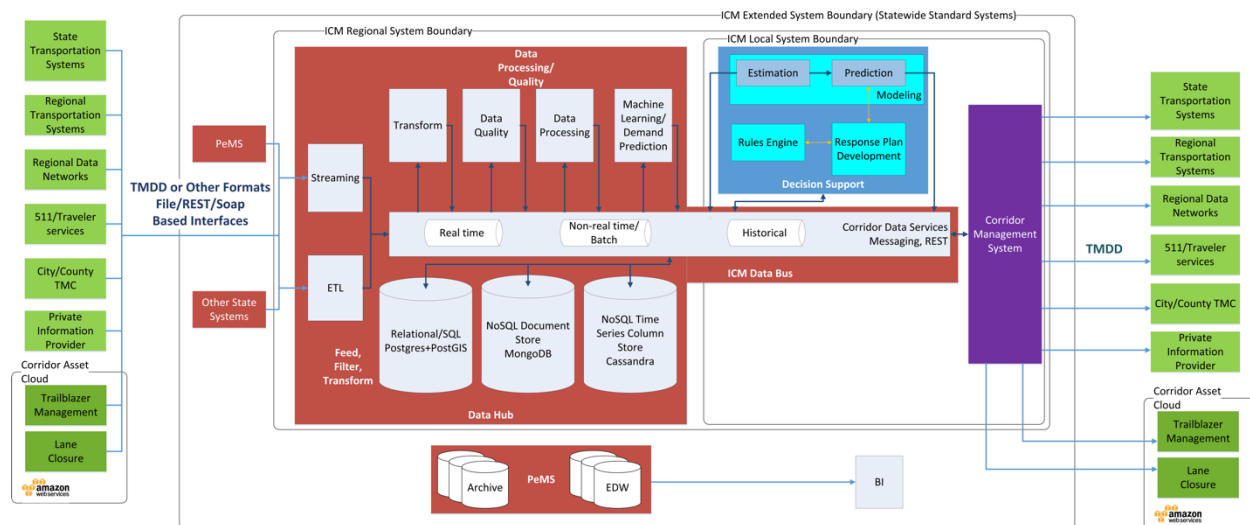 ICM Extended System Boundary (Statewide Standard Systems)
ICM Regional System Boundary
ICM Local System Boundary
State
Transportation
Systems
Regional
Transportation
Systems
Regional Data
Networks
511/Traveler
services
City/County
TMC
Private
Information
Provider
Corridor Asset
Cloud
Trailblazer
Management
Lane
Closure
amazon
web services
TMDD or Other Formats
File/REST/Soap
Based Interfaces
PeMS
Other State
Systems
Data
Processing/
Quality
Streaming
ETL
Transform
Data
Quality
Data
Processing
Machine
Learning/
Demand
Prediction
Real time
Non-real time/
Batch
Historical
Corridor Data Services
Messaging, REST
ICM Data Bus
Relational/SQL
Postgres+PostGIS
NoSQL Document
Store
MongoDB
NoSQL Time
Series Column
Store
Cassandra
Feed,
Filter,
Transform
Data Hub
Estimation
Prediction
Modeling
Rules Engine
Response Plan
Development
Decision Support
Corridor
Management
System
TMDD
State
Transportation
Systems
Regional
Transportation
Systems
Regional Data
Networks
511/Traveler
services
City/County TMC
Private
Information
Provider
Corridor Asset
Cloud
Trailblazer
Management
Lane
Closure
amazon
web services
Archive
PeMS
EDW
BI